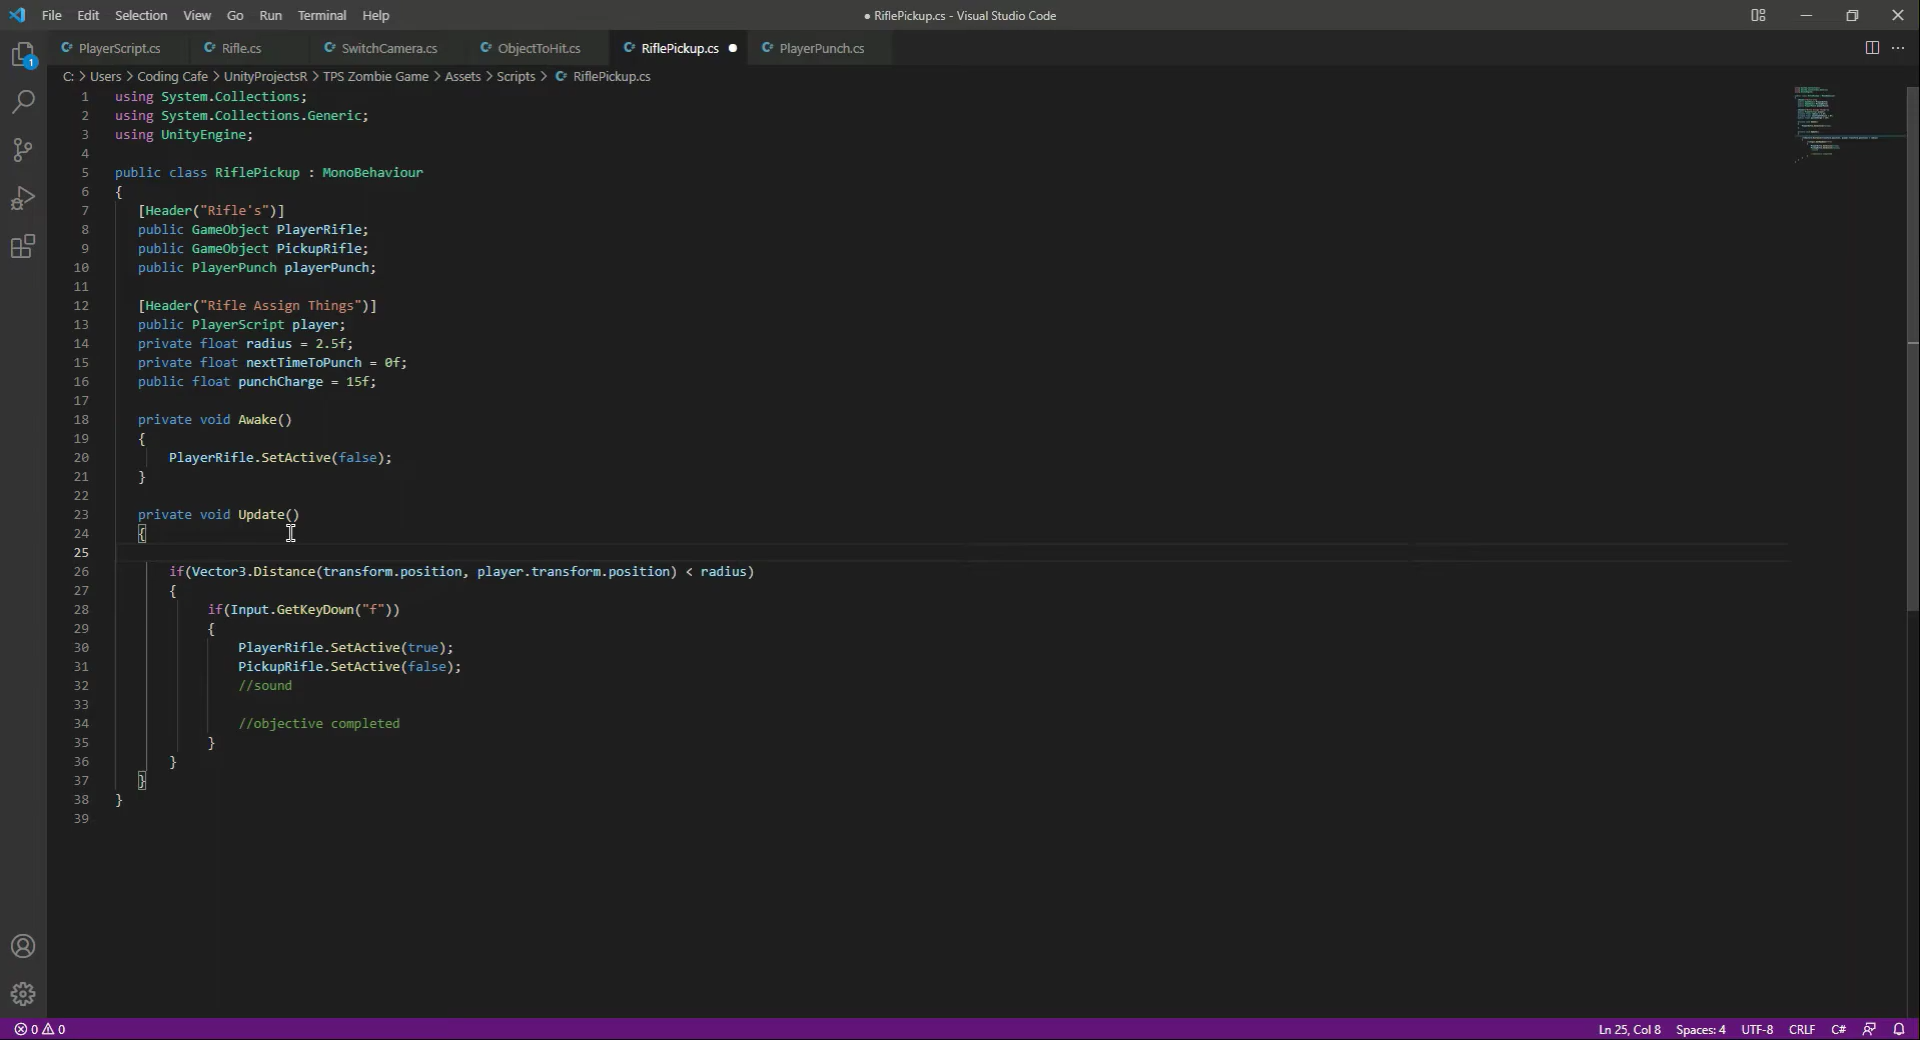 File Edit Selection View Go Run Terminal Help ● RiflePickup.cs - Visual Studio Code
PlayerScript.cs Rifle.cs SwitchCamera.cs ObjectToHit.cs RiflePickup.cs ● PlayerPunch.cs
C: > Users > Coding Cafe > UnityProjectsR > TPS Zombie Game > Assets > Scripts > RiflePickup.cs
1 using System.Collections;
2 using System.Collections.Generic;
3 using UnityEngine;
4
5 public class RiflePickup : MonoBehaviour
6 {
7 [Header("Rifle's")]
8 public GameObject PlayerRifle;
9 public GameObject PickupRifle;
10 public PlayerPunch playerPunch;
11
12 [Header("Rifle Assign Things")]
13 public PlayerScript player;
14 private float radius = 2.5f;
15 private float nextTimeToPunch = 0f;
16 public float punchCharge = 15f;
17
18 private void Awake()
19 {
20 PlayerRifle.SetActive(false);
21 }
22
23 private void Update()
24 {
25
26 if(Vector3.Distance(transform.position, player.transform.position) < radius)
27 {
28 if(Input.GetKeyDown("f"))
29 {
30 PlayerRifle.SetActive(true);
31 PickupRifle.SetActive(false);
32 //sound
33
34 //objective completed
35 }
36 }
37 }
38 }
39
1
0 0 Ln 25, Col 8 Spaces: 4 UTF-8 CRLF C#